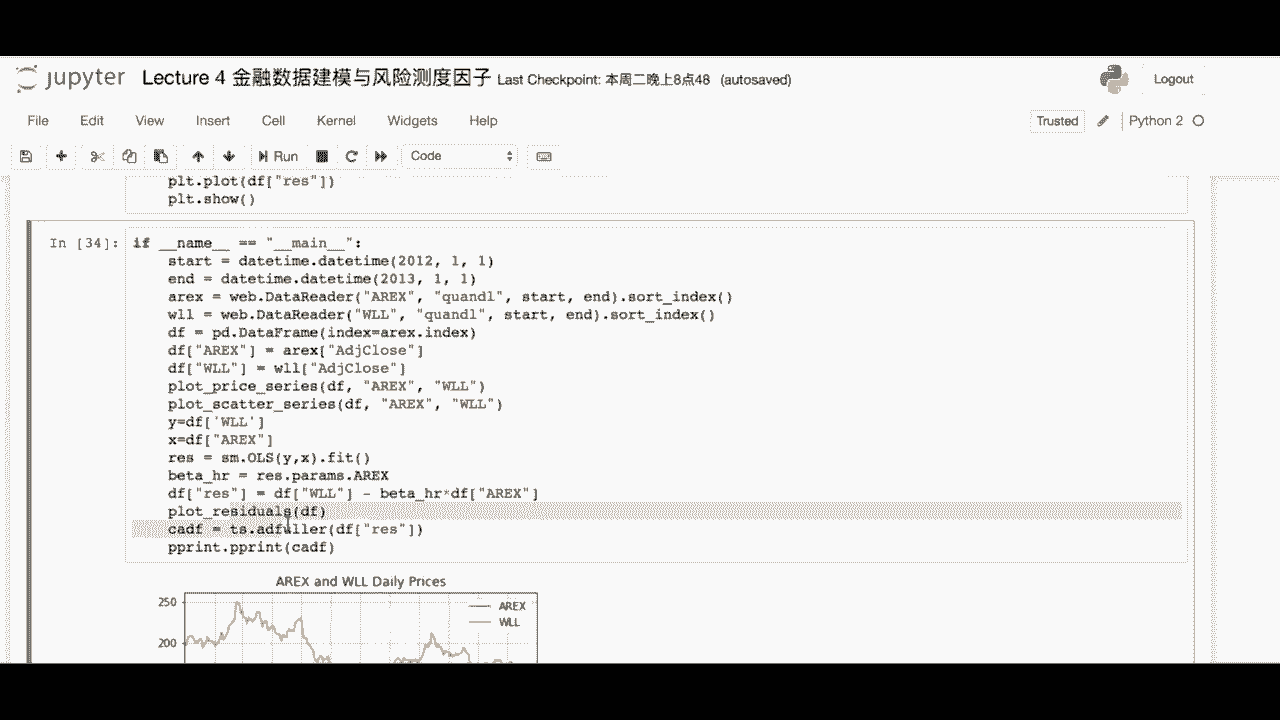 jupyter Lecture 4 金融数据建模与风险测度因子 Last Checkpoint: 本周二晚上8点48 (autosaved) Logout
File Edit View Insert Cell Kernel Widgets Help Trusted Python 2
Run Code
plt.plot(df["res"])
plt.show()
In [34]: if __name__ == "__main__":
start = datetime.datetime(2012, 1, 1)
end = datetime.datetime(2013, 1, 1)
arex = web.DataReader("AREX", "quandl", start, end).sort_index()
wll = web.DataReader("WLL", "quandl", start, end).sort_index()
df = pd.DataFrame(index=arex.index)
df["AREX"] = arex["AdjClose"]
df["WLL"] = wll["AdjClose"]
plot_price_series(df, "AREX", "WLL")
plot_scatter_series(df, "AREX", "WLL")
y=df['WLL']
x=df["AREX"]
res = sm.OLS(y,x).fit()
beta_hr = res.params.AREX
df["res"] = df["WLL"] - beta_hr*df["AREX"]
plot_residuals(df)
cadf = ts.adfuller(df["res"])
pprint.pprint(cadf)
AREX and WLL Daily Prices
250
AREX
WLL
200